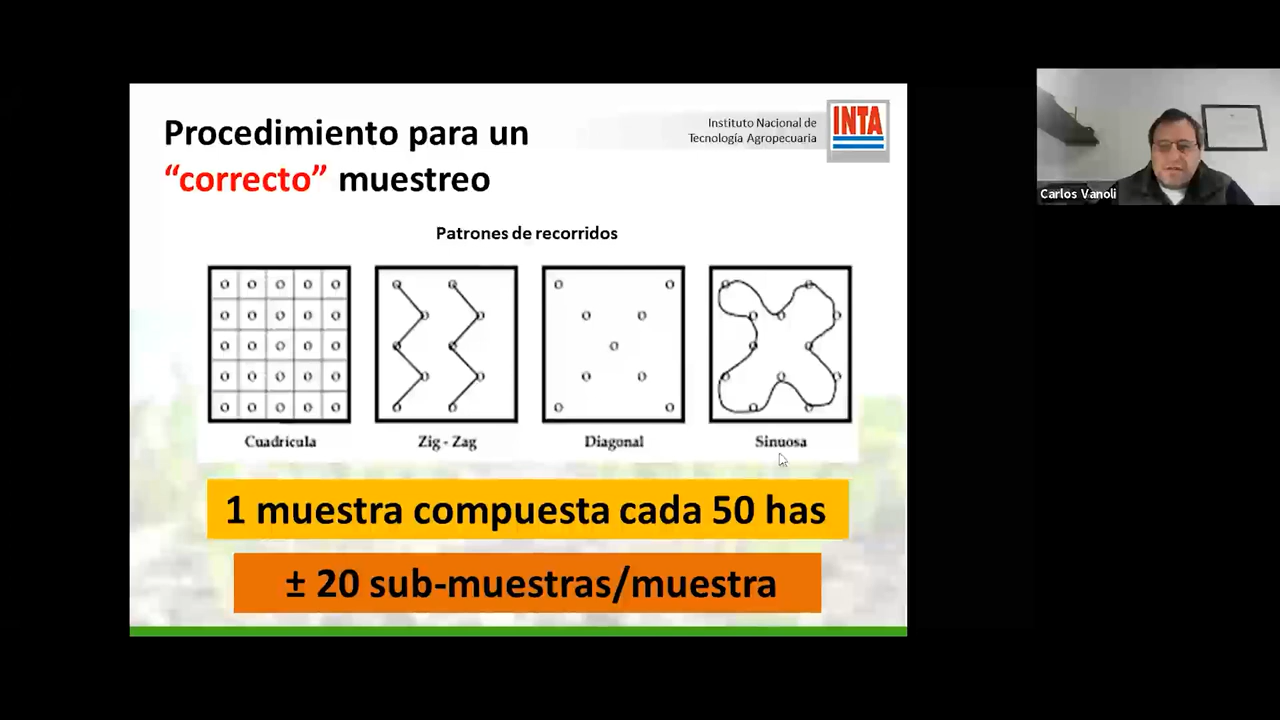 Procedimiento para un
“correcto” muestreo
Instituto Nacional de
Tecnología Agropecuaria
INTA
Patrones de recorridos
Cuadrícula
Zig - Zag
Diagonal
Sinuosa
1 muestra compuesta cada 50 has
± 20 sub-muestras/muestra
Carlos Vanoli